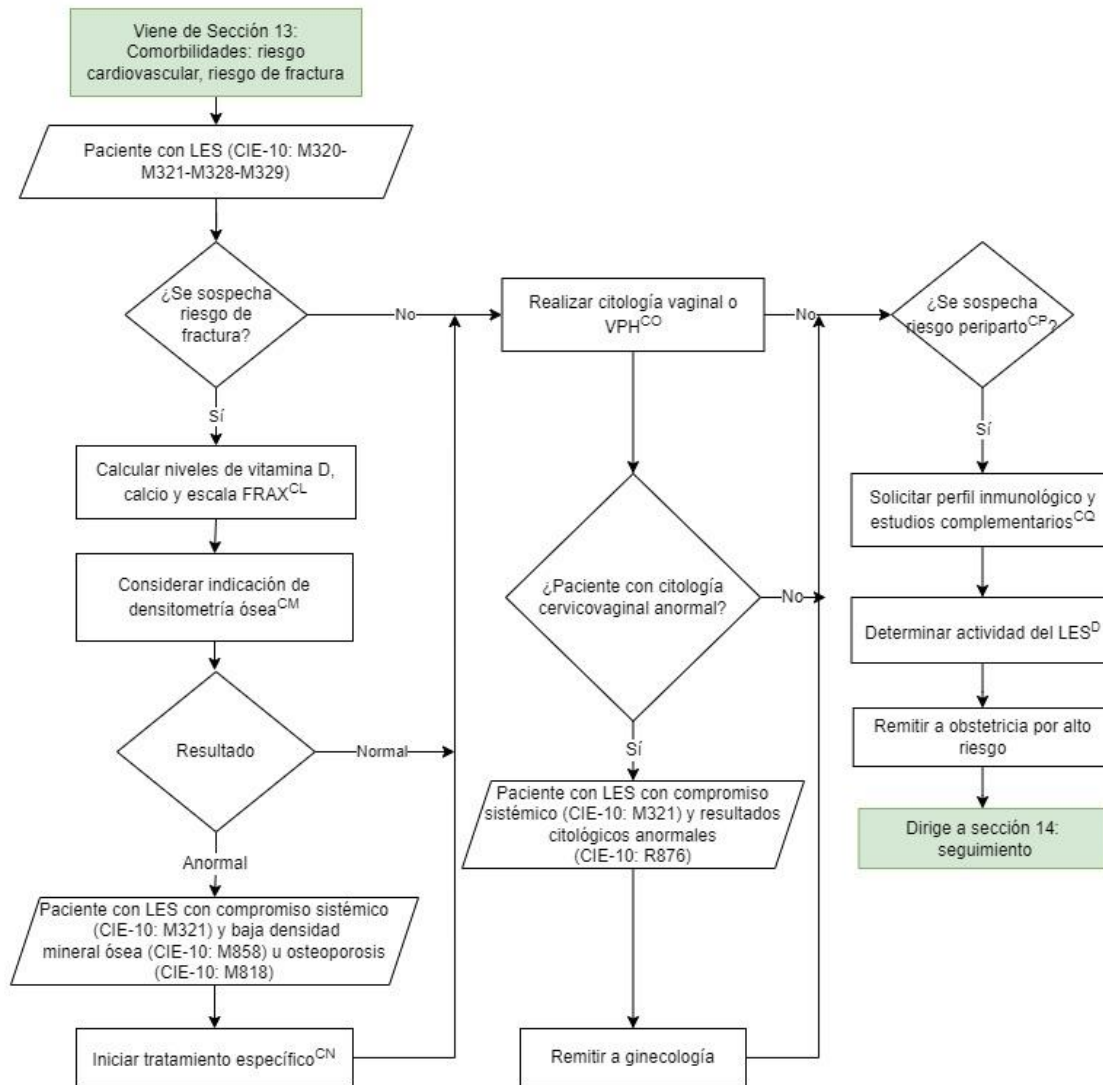 Viene de Sección 13:
Comorbilidades: riesgo
cardiovascular, riesgo de fractura
Paciente con LES (CIE-10: M320-
M321-M328-M329)
¿Se sospecha
riesgo de
fractura?
No
Sí
Calcular niveles de vitamina D,
calcio y escala FRAXCL
Considerar indicación de
densitometría óseaCM
Resultado
Normal
Anormal
Paciente con LES con compromiso sistémico
(CIE-10: M321) y baja densidad
mineral ósea (CIE-10: M858) u osteoporosis
(CIE-10: M818)
Iniciar tratamiento específicoCN
Realizar citología vaginal o
VPHCO
No
¿Paciente con citología
cervicovaginal anormal?
No
Sí
Paciente con LES con compromiso
sistémico (CIE-10: M321) y resultados
citológicos anormales
(CIE-10: R876)
Remitir a ginecología
¿Se sospecha
riesgo peripartoCP?
Sí
Solicitar perfil inmunológico y
estudios complementariosCQ
Determinar actividad del LESD
Remitir a obstetricia por alto
riesgo
Dirige a sección 14:
seguimiento